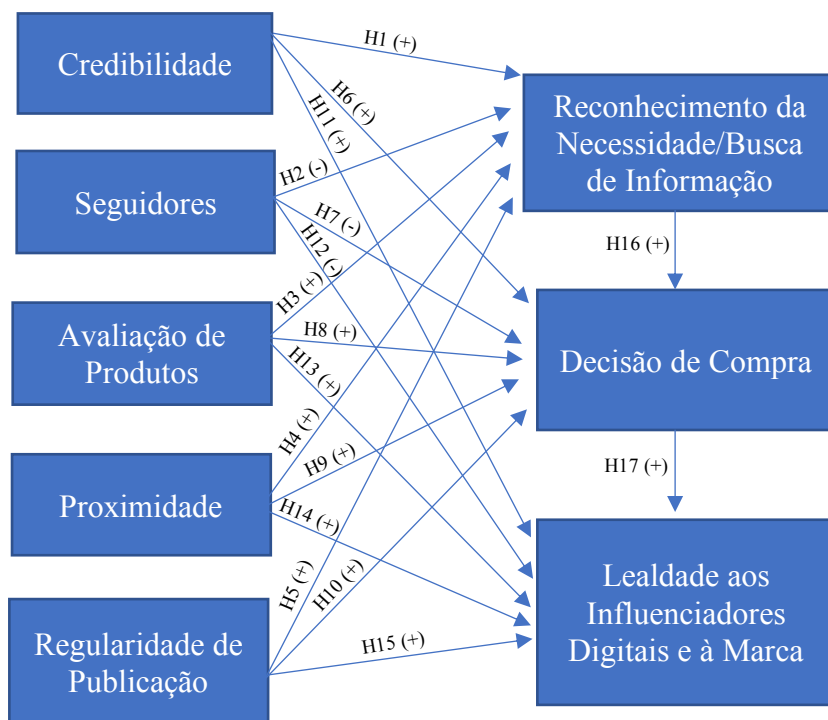 Credibilidade
H1 (+)
H6 (+)
H11 (+)
Reconhecimento da
Necessidade/Busca
de Informação
Seguidores
H2 (-)
H7 (-)
H12 (-)
H16 (+)
Avaliação de
Produtos
H3 (+)
H8 (+)
H13 (+)
Decisão de Compra
Proximidade
H4 (+)
H9 (+)
H14 (+)
H17 (+)
Regularidade de
Publicação
H5 (+)
H10 (+)
H15 (+)
Lealdade aos
Influenciadores
Digitais e à Marca